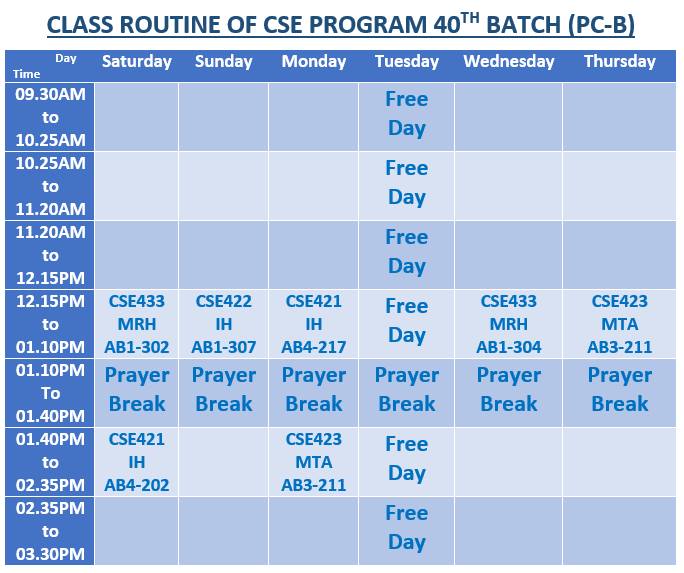 CLASS ROUTINE OF CSE PROGRAM 40TH BATCH (PC-B)
Day
Time
Saturday Sunday Monday Tuesday Wednesday Thursday
09.30AM
to
10.25AM
Free
Day
10.25AM
to
11.20AM
Free
Day
11.20AM
to
12.15PM
Free
Day
12.15PM
to
01.10PM
CSE433
MRH
AB1-302
CSE422
IH
AB1-307
CSE421
IH
AB4-217
Free
Day
CSE433
MRH
AB1-304
CSE423
MTA
AB3-211
01.10PM
To
01.40PM
Prayer
Break
Prayer
Break
Prayer
Break
Prayer
Break
Prayer
Break
Prayer
Break
01.40PM
to
02.35PM
CSE421
IH
AB4-202
CSE423
MTA
AB3-211
Free
Day
02.35PM
to
03.30PM
Free
Day